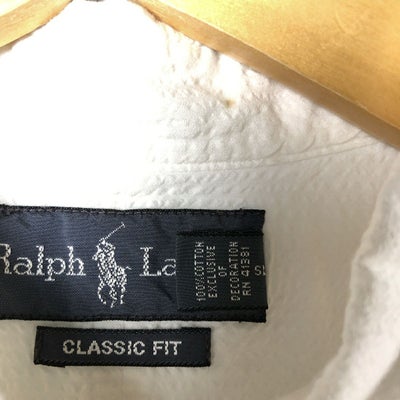 Ralph La
100% COTTON
EXCLUSIVE
OF
DECORATION
RN 41381
CLASSIC FIT